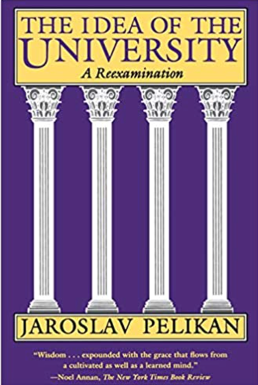 THE IDEA OF THE
UNIVERSITY
A Reexamination
JAROSLAV PELIKAN
“Wisdom . . . expounded with the grace that flows
from a cultivated as well as a learned mind.”
—Noel Annan, The New York Times Book Review